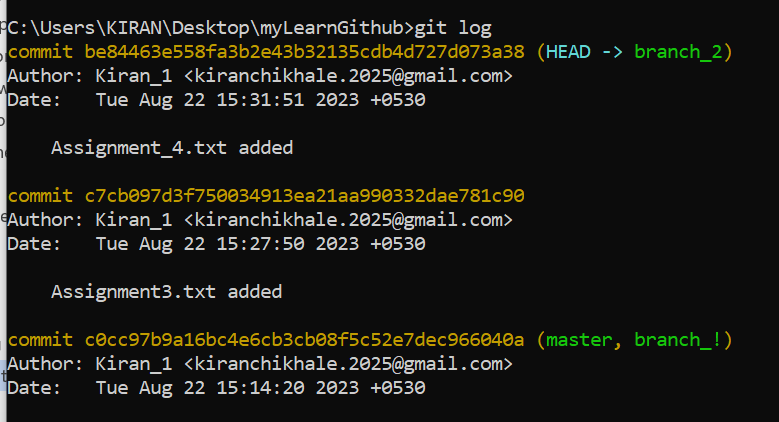 C:\Users\KIRAN\Desktop\myLearnGithub>git log
commit be84463e558fa3b2e43b32135cdb4d727d073a38 (HEAD -> branch_2)
Author: Kiran_1 <kiranchikhale.2025@gmail.com>
Date:   Tue Aug 22 15:31:51 2023 +0530

    Assignment_4.txt added

commit c7cb097d3f750034913ea21aa990332dae781c90
Author: Kiran_1 <kiranchikhale.2025@gmail.com>
Date:   Tue Aug 22 15:27:50 2023 +0530

    Assignment3.txt added

commit c0cc97b9a16bc4e6cb3cb08f5c52e7dec966040a (master, branch_!)
Author: Kiran_1 <kiranchikhale.2025@gmail.com>
Date:   Tue Aug 22 15:14:20 2023 +0530